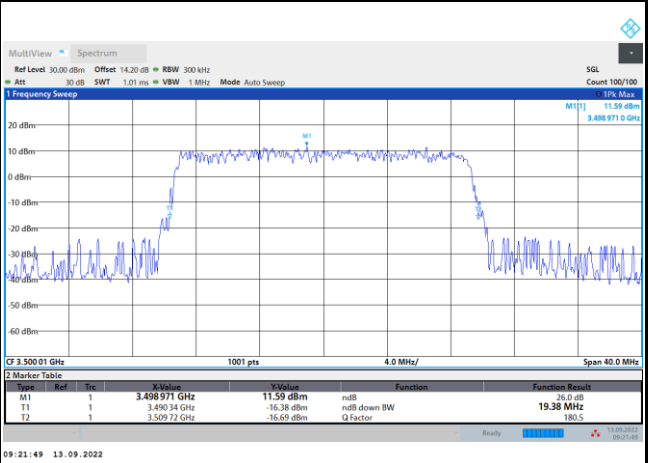 MultiView Spectrum
Ref Level 30.00 dBm Offset 14.20 dB RBW 300 kHz SGL
Att 30 dB SWT 1.01 ms VBW 1 MHz Mode Auto Sweep Count 100/100
1 Frequency Sweep 1Pk Max
M1[1] 11.59 dBm
3.498 971 0 GHz
20 dBm
M1
10 dBm
0 dBm
-10 dBm
-20 dBm
-30 dBm
-40 dBm
-50 dBm
-60 dBm
CF 3.500 01 GHz 1001 pts 4.0 MHz/ Span 40.0 MHz
2 Marker Table
Type Ref Trc X-Value Y-Value Function Function Result
M1 1 3.498 971 GHz 11.59 dBm ndB 26.0 dB
T1 1 3.490 34 GHz -16.38 dBm ndB down BW 19.38 MHz
T2 1 3.509 72 GHz -16.69 dBm Q Factor 180.5
Ready 13.09.2022
09:21:49
09:21:49 13.09.2022